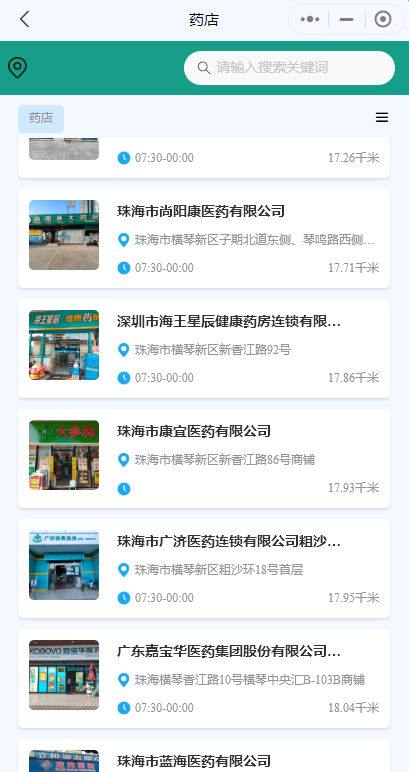 药店
请输入搜索关键词
药店
07:30-00:00 17.26千米
珠海市尚阳康医药有限公司
珠海市横琴新区子期北道东侧、琴鸣路西侧...
07:30-00:00 17.71千米
深圳市海王星辰健康药房连锁有限...
珠海市横琴新区新香江路92号
07:30-00:00 17.86千米
大参林
珠海市康宜医药有限公司
珠海市横琴新区新香江路86号商铺
17.93千米
珠海市广济医药连锁有限公司粗沙...
珠海市横琴新区粗沙环18号首层
07:30-00:00 17.95千米
广东嘉宝华医药集团股份有限公司...
珠海横琴香江路10号横琴中央汇B-103B商铺
07:30-00:00 18.04千米
珠海市蓝海医药有限公司